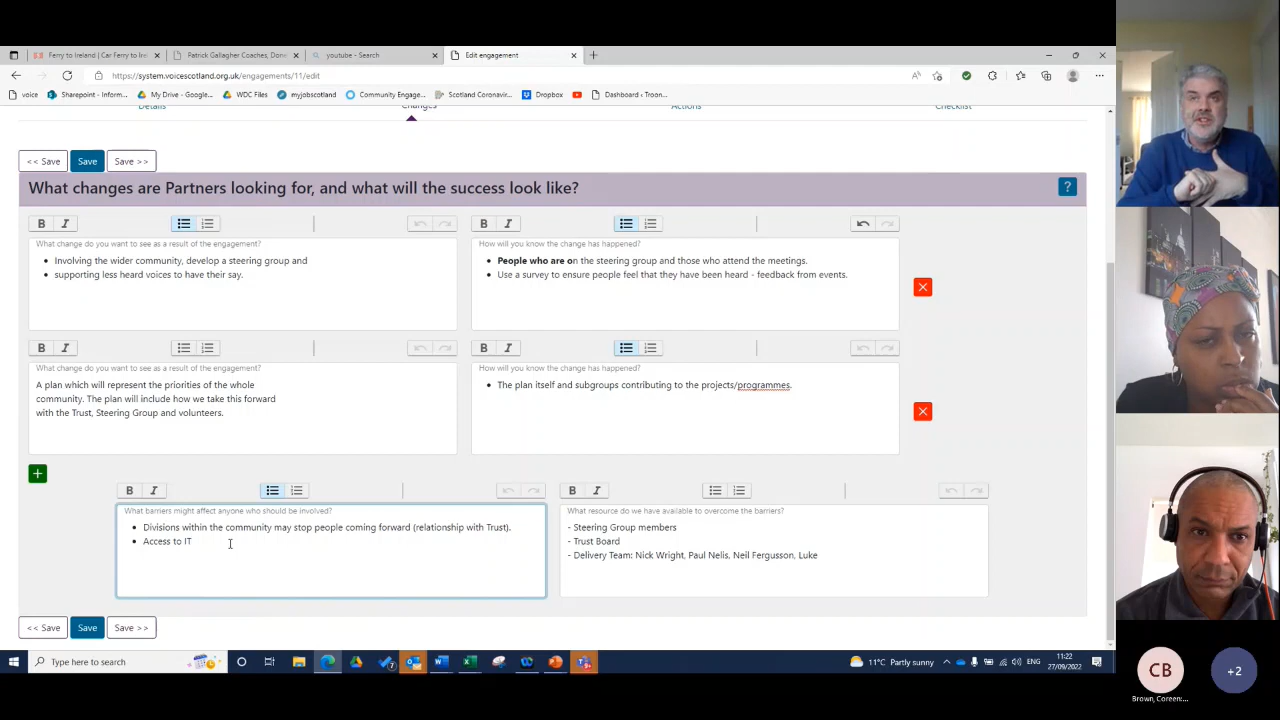 Ferry to Ireland | Car Ferry to Ire
Patrick Gallagher Coaches, Don
youtube - Search
Edit engagement
https://system.voicescotland.org.uk/engagements/11/edit
voice
Sharepoint - Inform...
My Drive - Google...
WDC Files
myjobscotland
Community Engage...
Scotland Coronavir...
Dropbox
Dashboard ‹ Troon...
Details
Changes
Actions
Checklist
<< Save
Save
Save >>
What changes are Partners looking for, and what will the success look like?
?
B I
B I
What change do you want to see as a result of the engagement?
• Involving the wider community, develop a steering group and
• supporting less heard voices to have their say.
How will you know the change has happened?
• People who are on the steering group and those who attend the meetings.
• Use a survey to ensure people feel that they have been heard - feedback from events.
B I
B I
What change do you want to see as a result of the engagement?
A plan which will represent the priorities of the whole
community. The plan will include how we take this forward
with the Trust, Steering Group and volunteers.
How will you know the change has happened?
• The plan itself and subgroups contributing to the projects/programmes.
B I
B I
What barriers might affect anyone who should be involved?
• Divisions within the community may stop people coming forward (relationship with Trust).
• Access to IT
What resource do we have available to overcome the barriers?
- Steering Group members
- Trust Board
- Delivery Team: Nick Wright, Paul Nelis, Neil Fergusson, Luke
<< Save
Save
Save >>
Type here to search
11°C Partly sunny
ENG
11:22
27/09/2022
CB
Brown, Coreen:...
+2